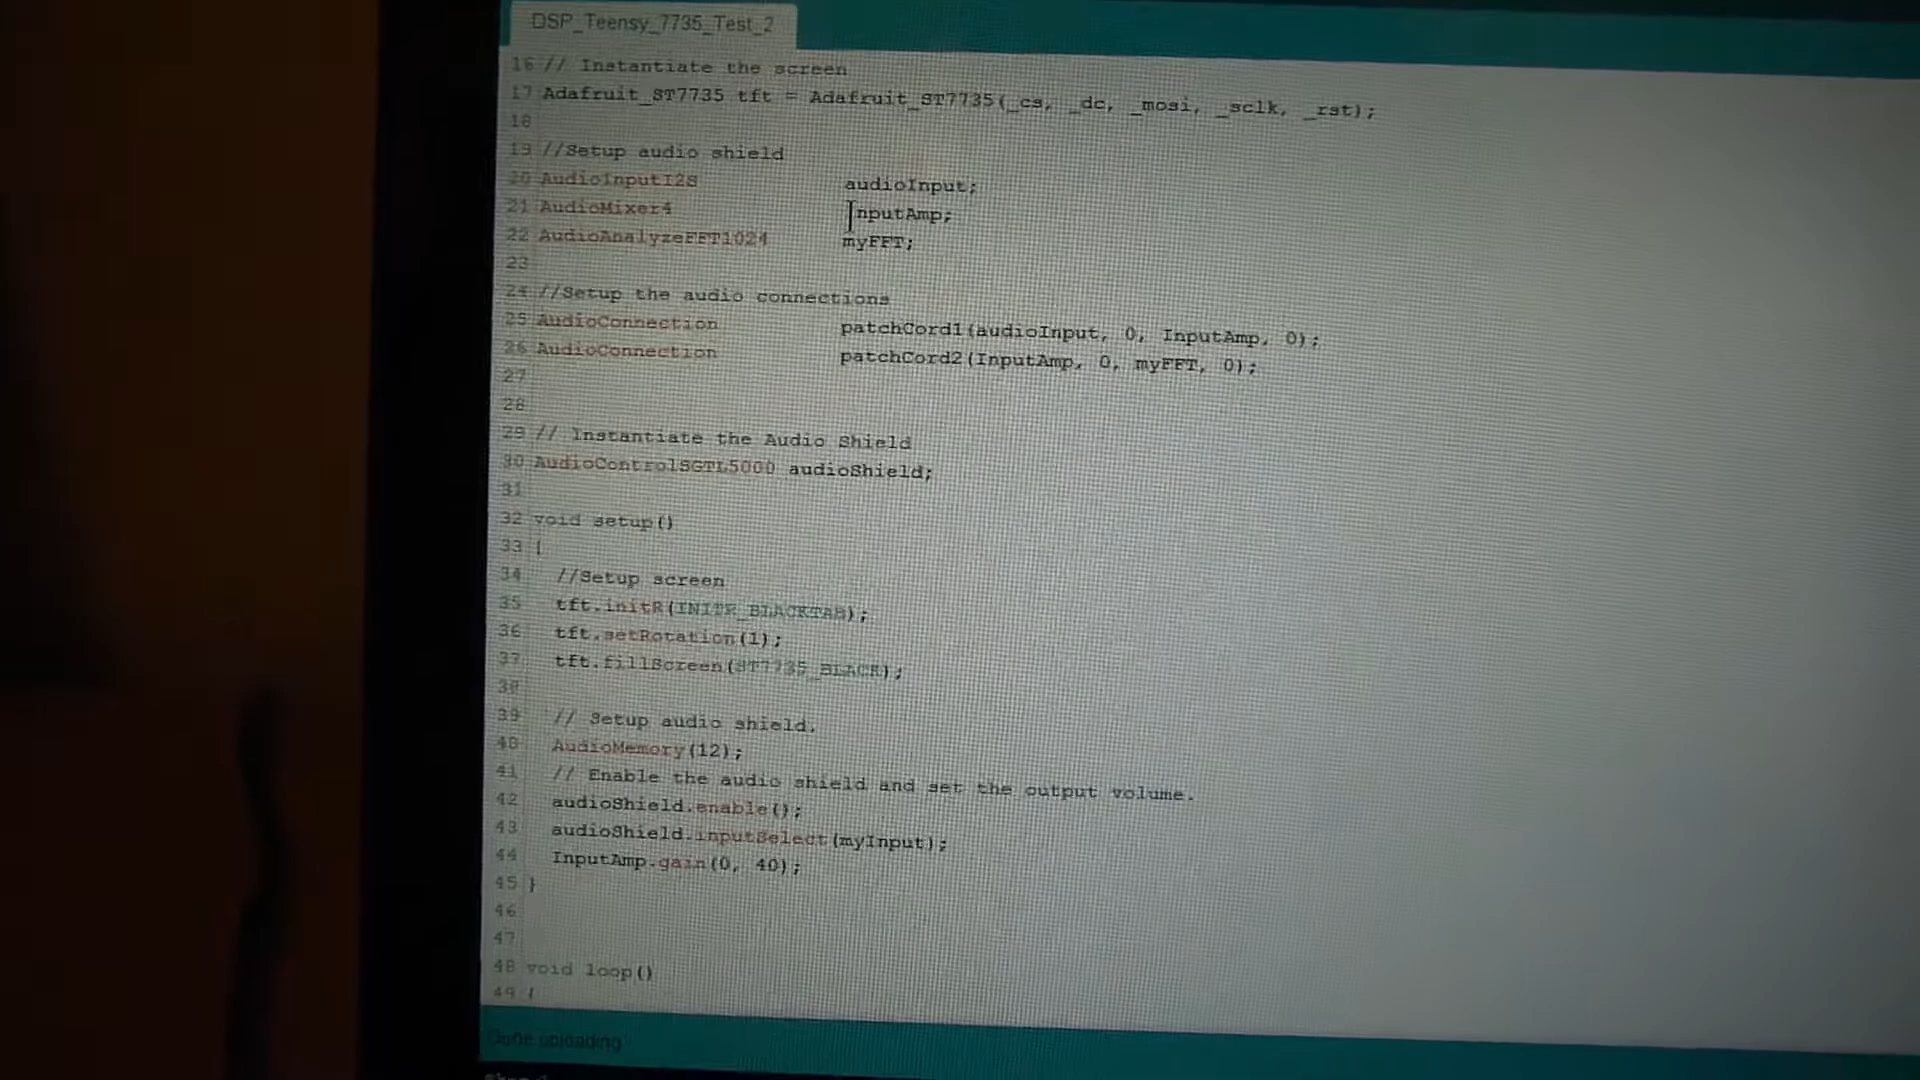 DSP_Teensy_7735_Test_2
16 // Instantiate the screen
17 Adafruit_ST7735 tft = Adafruit_ST7735(_cs, _dc, _mosi, _sclk, _rst);
18
19 //Setup audio shield
20 AudioInputI2S audioInput;
21 AudioMixer4 InputAmp;
22 AudioAnalyzeFFT1024 myFFT;
23
24 //Setup the audio connections
25 AudioConnection patchCord1(audioInput, 0, InputAmp, 0);
26 AudioConnection patchCord2(InputAmp, 0, myFFT, 0);
27
28
29 // Instantiate the Audio Shield
30 AudioControlSGTL5000 audioShield;
31
32 void setup()
33 {
34 //Setup screen
35 tft.initR(INITR_BLACKTAB);
36 tft.setRotation(1);
37 tft.fillScreen(ST7735_BLACK);
38
39 // Setup audio shield.
40 AudioMemory(12);
41 // Enable the audio shield and set the output volume.
42 audioShield.enable();
43 audioShield.inputSelect(myInput);
44 InputAmp.gain(0, 40);
45 }
46
47
48 void loop()
49 {
Done uploading